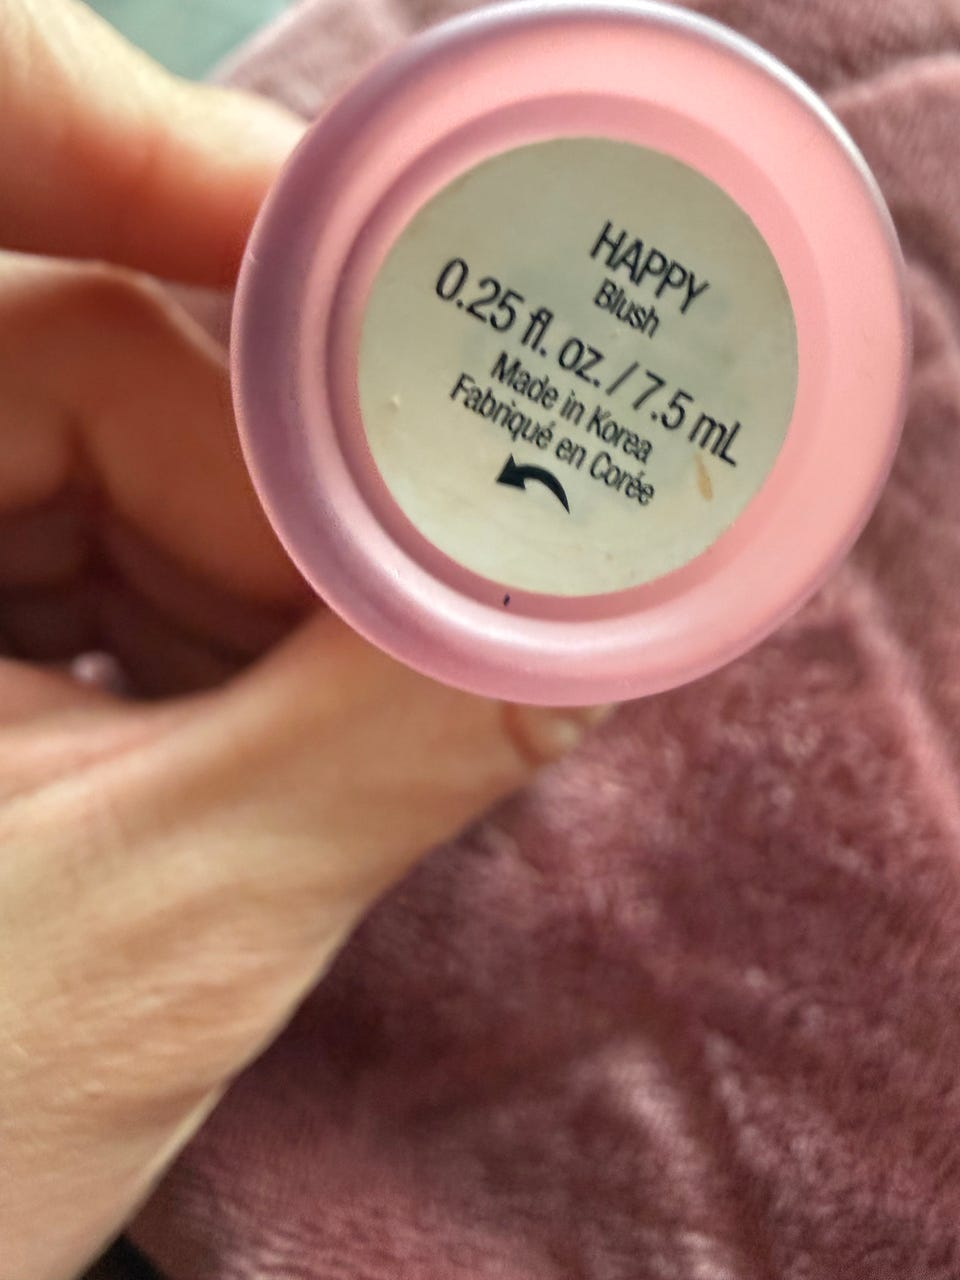 HAPPY
Blush
0.25 fl. oz. / 7.5 mL
Made in Korea
Fabriqué en Corée